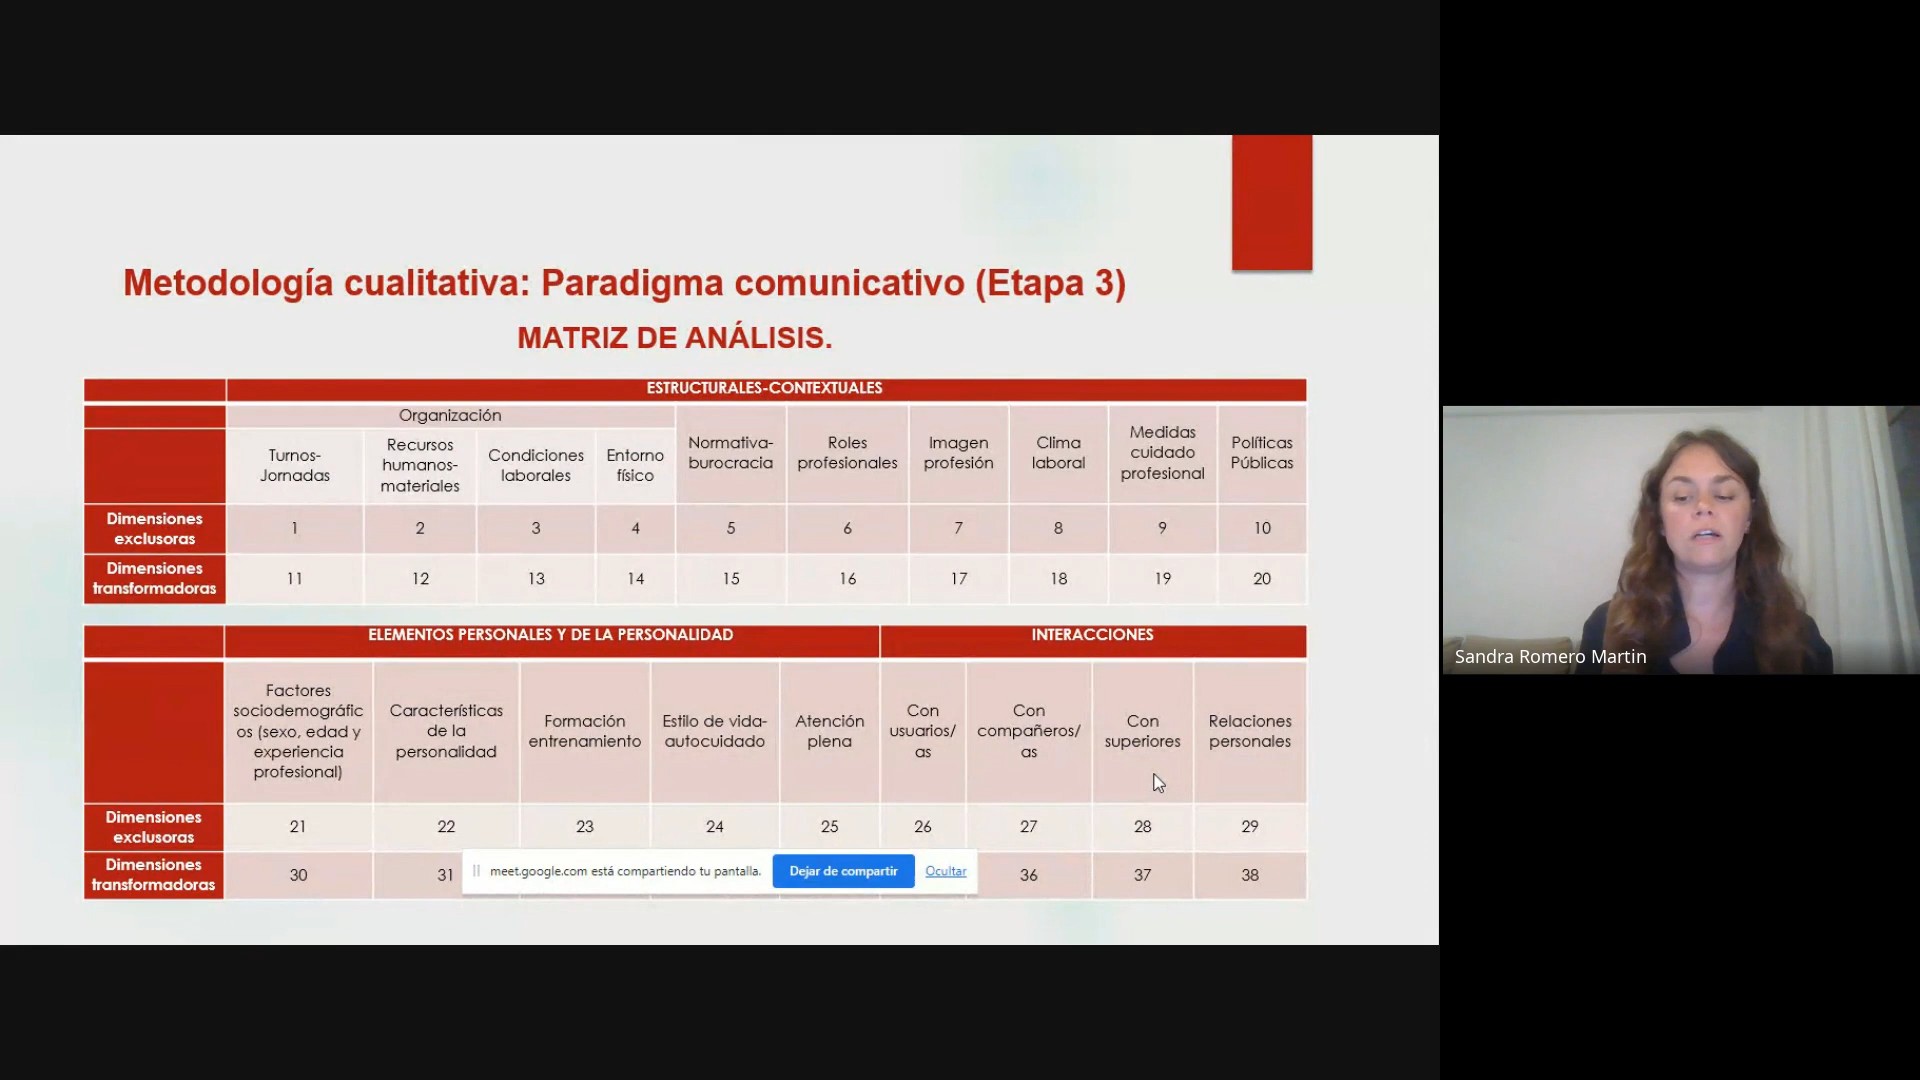 Metodología cualitativa: Paradigma comunicativo (Etapa 3)
MATRIZ DE ANÁLISIS.
ESTRUCTURALES-CONTEXTUALES
Organización
Turnos-
Jornadas
Recursos
humanos-
materiales
Condiciones
laborales
Entorno
físico
Normativa-
burocracia
Roles
profesionales
Imagen
profesión
Clima
laboral
Medidas
cuidado
profesional
Políticas
Públicas
Dimensiones
exclusoras
1 2 3 4 5 6 7 8 9 10
Dimensiones
transformadoras
11 12 13 14 15 16 17 18 19 20
ELEMENTOS PERSONALES Y DE LA PERSONALIDAD
INTERACCIONES
Factores
sociodemográfic
os (sexo, edad y
experiencia
profesional)
Características
de la
personalidad
Formación
entrenamiento
Estilo de vida-
autocuidado
Atención
plena
Con
usuarios/
as
Con
compañeros/
as
Con
superiores
Relaciones
personales
Dimensiones
exclusoras
21 22 23 24 25 26 27 28 29
Dimensiones
transformadoras
30 31 36 37 38
meet.google.com está compartiendo tu pantalla.
Dejar de compartir
Ocultar
Sandra Romero Martin